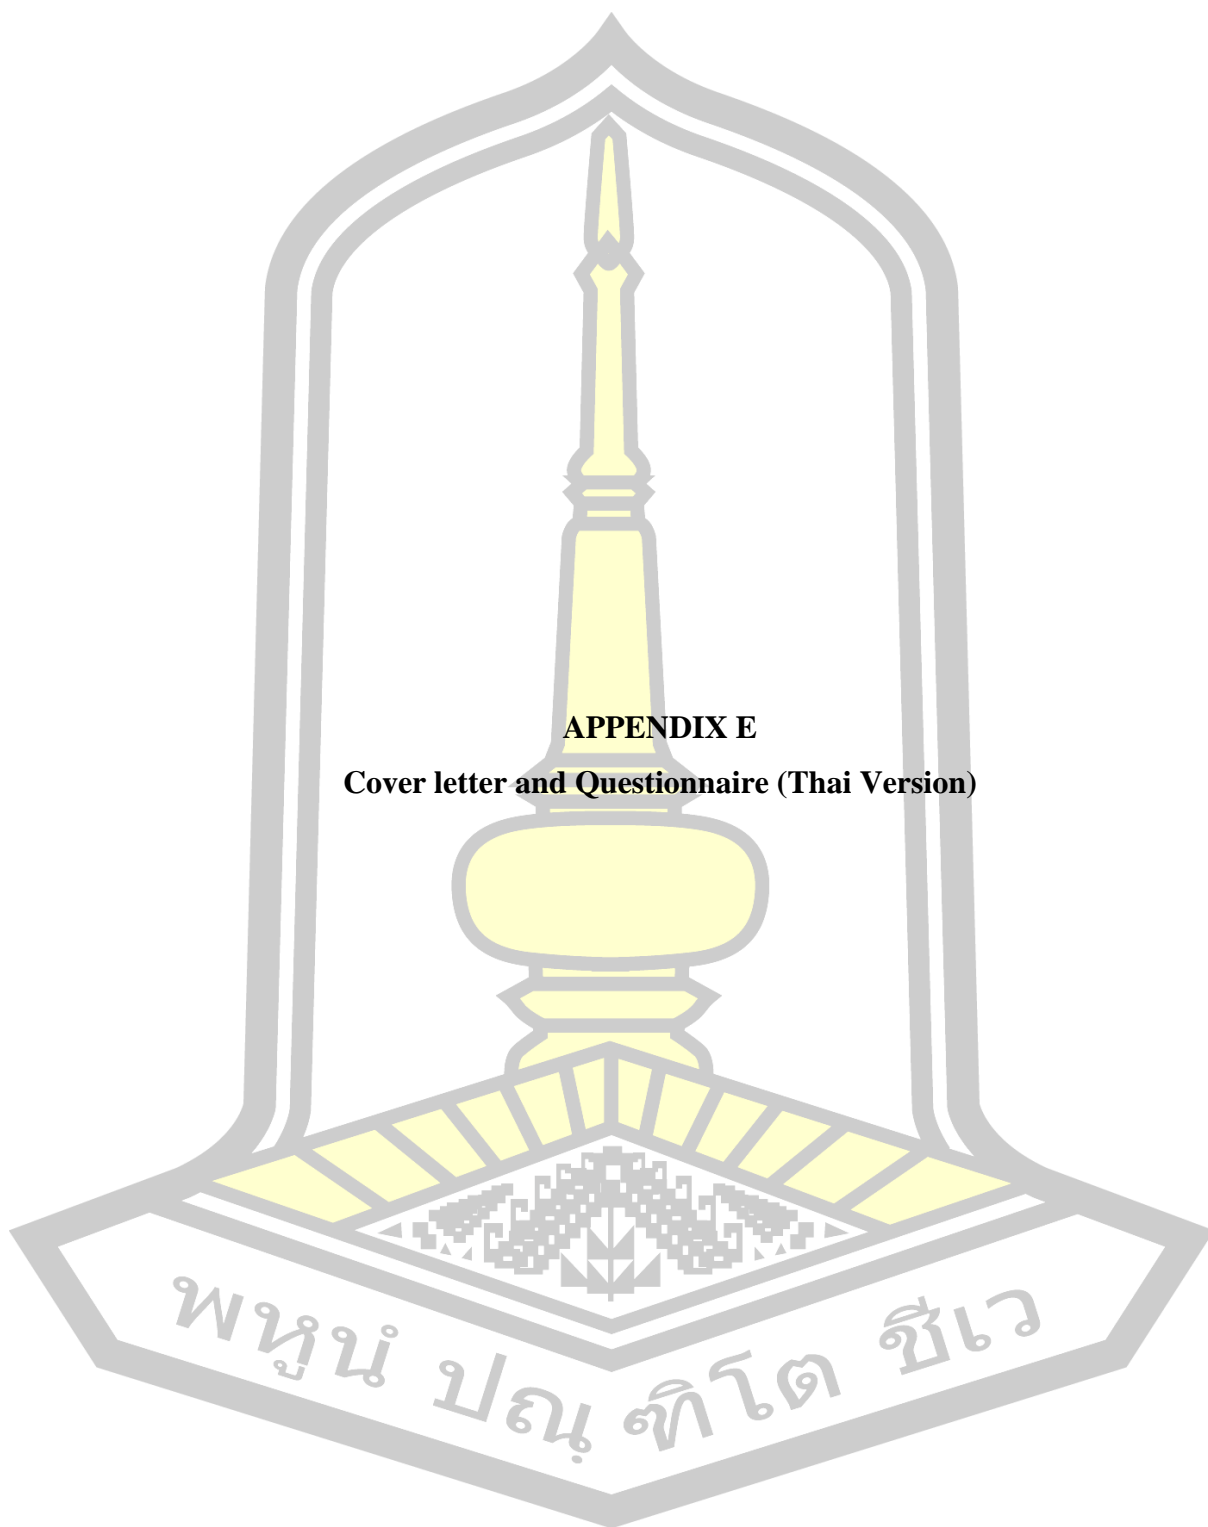 APPENDIX E
Cover letter and Questionnaire (Thai Version)
พหูนํ ปณฺฑิโต ชีเว